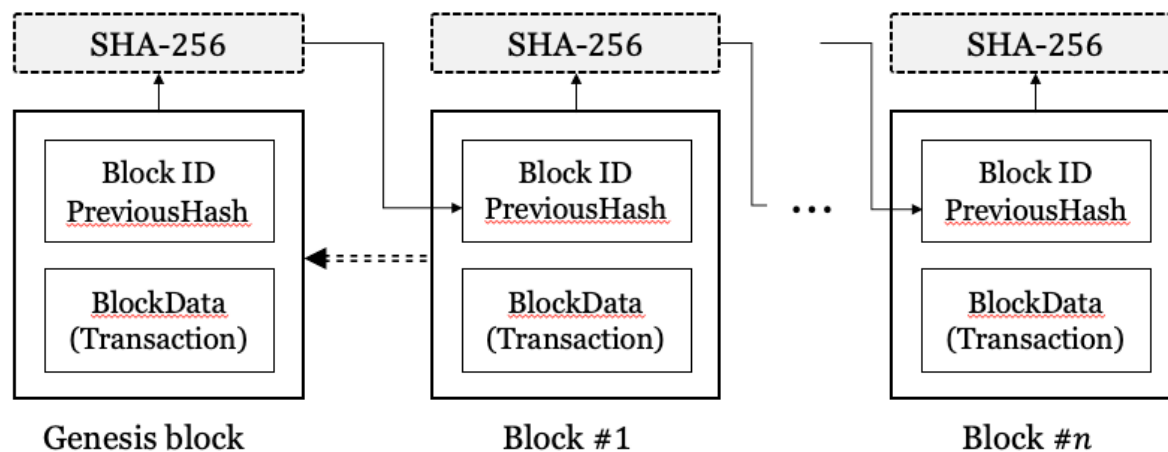 SHA-256
SHA-256
SHA-256
Block ID
PreviousHash
BlockData
(Transaction)
Genesis block
Block ID
PreviousHash
BlockData
(Transaction)
Block #1
...
Block ID
PreviousHash
BlockData
(Transaction)
Block #n